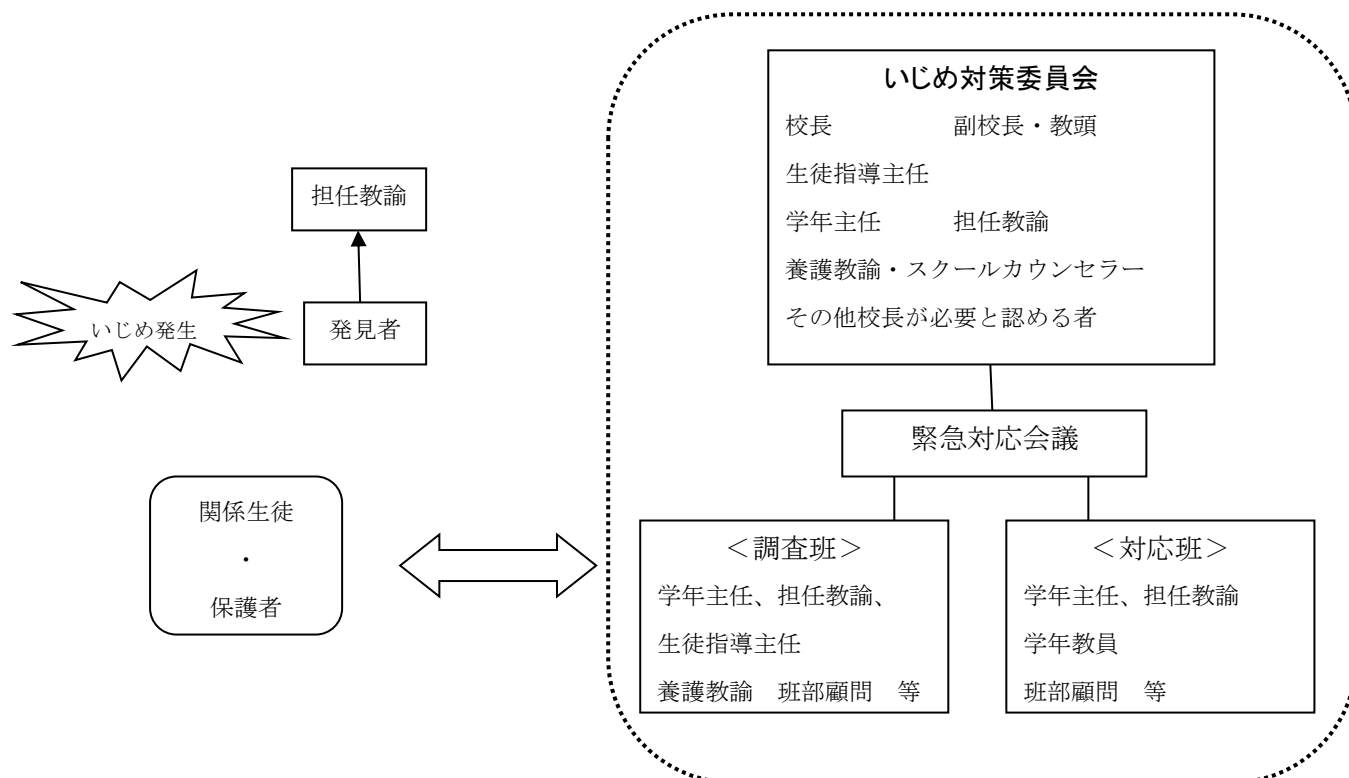 いじめ対策委員会
校長　　　　　副校長・教頭
生徒指導主任
学年主任　　　担任教諭
養護教諭・スクールカウンセラー
その他校長が必要と認める者
担任教諭
発見者
いじめ発生
緊急対応会議
関係生徒
・
保護者
＜調査班＞
学年主任、担任教諭、
生徒指導主任
養護教諭　班部顧問　等
＜対応班＞
学年主任、担任教諭
学年教員
班部顧問　等